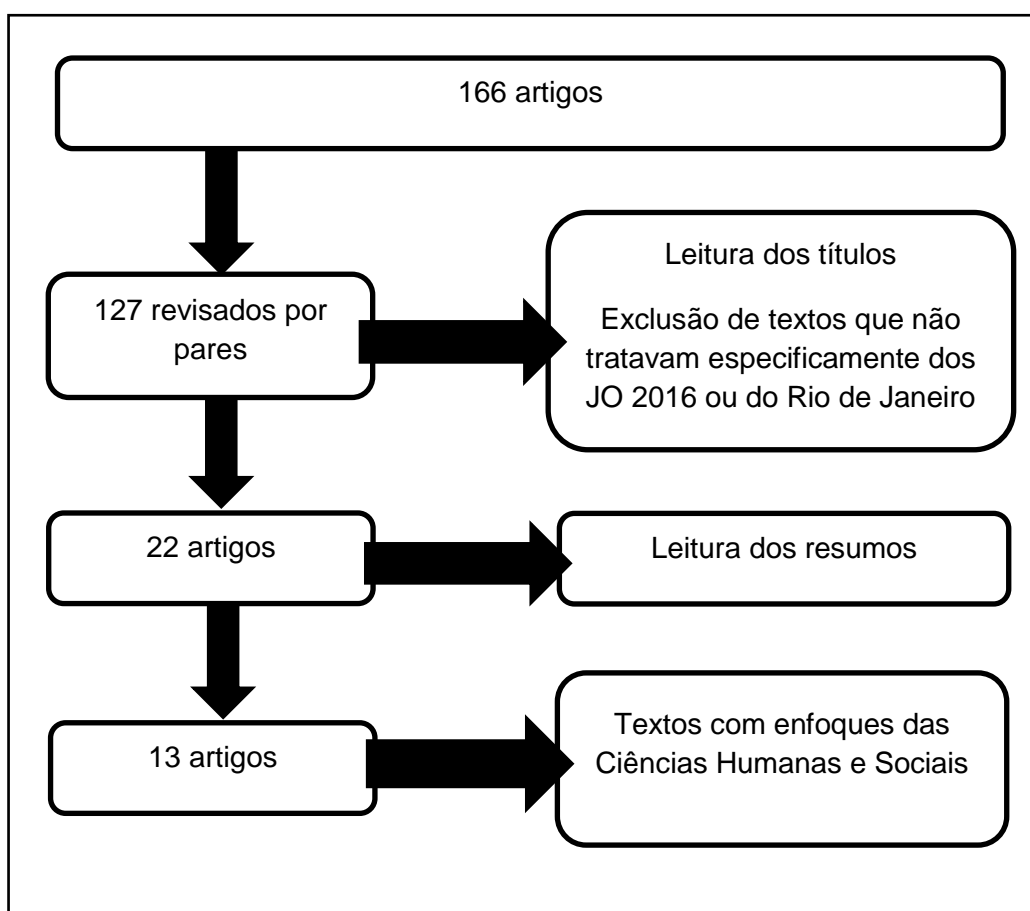 166 artigos
127 revisados por
pares
Leitura dos títulos
Exclusão de textos que não
tratavam especificamente dos
JO 2016 ou do Rio de Janeiro
22 artigos
Leitura dos resumos
13 artigos
Textos com enfoques das
Ciências Humanas e Sociais